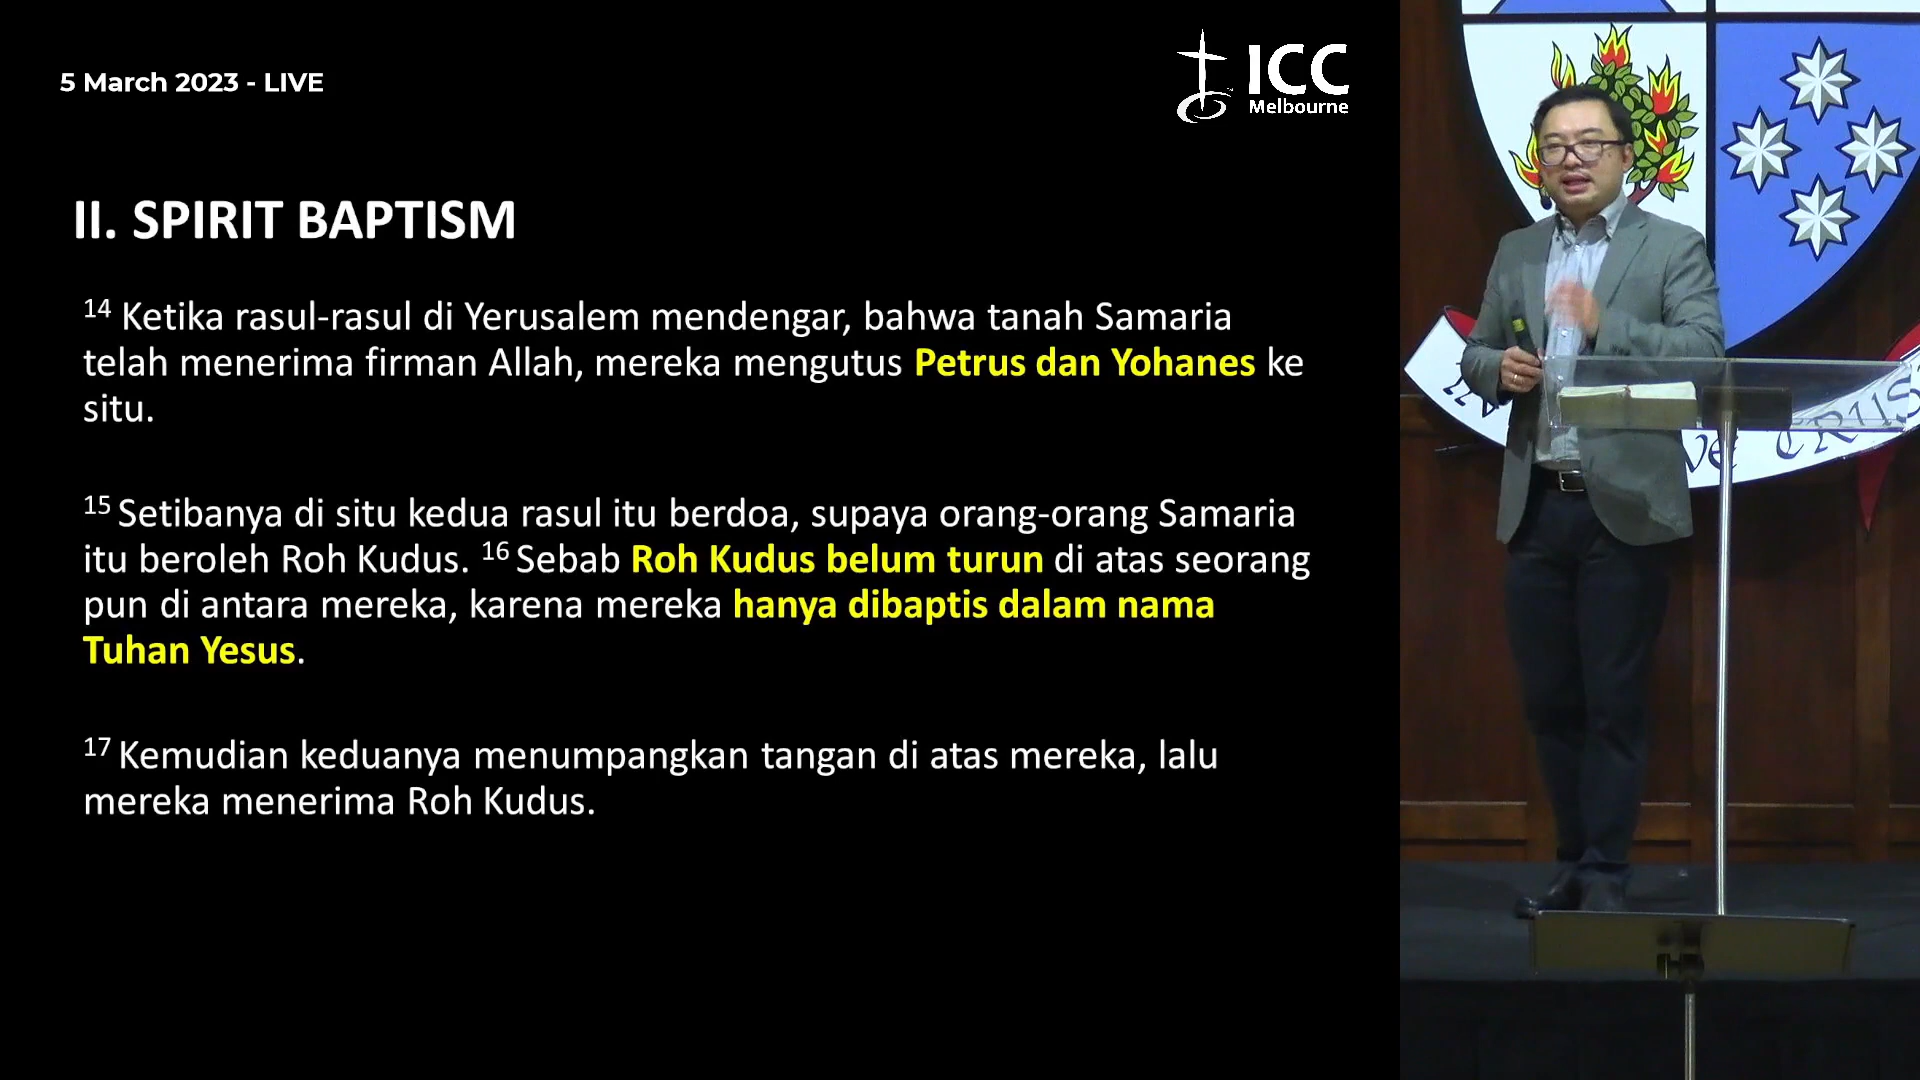 5 March 2023 - LIVE
ICC
Melbourne
II. SPIRIT BAPTISM
14 Ketika rasul-rasul di Yerusalem mendengar, bahwa tanah Samaria
telah menerima firman Allah, mereka mengutus Petrus dan Yohanes ke
situ.
15 Setibanya di situ kedua rasul itu berdoa, supaya orang-orang Samaria
itu beroleh Roh Kudus. 16 Sebab Roh Kudus belum turun di atas seorang
pun di antara mereka, karena mereka hanya dibaptis dalam nama
Tuhan Yesus.
17 Kemudian keduanya menumpangkan tangan di atas mereka, lalu
mereka menerima Roh Kudus.